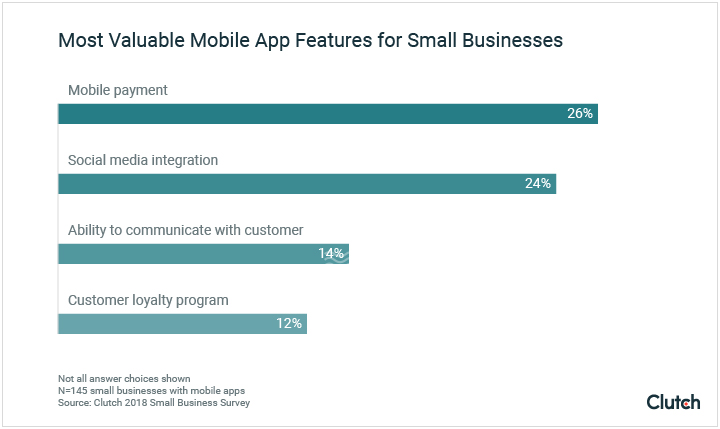 Most Valuable Mobile App Features for Small Businesses
Mobile payment
26%
Social media integration
24%
Ability to communicate with customer
14%
Customer loyalty program
12%
Not all answer choices shown
N=145 small businesses with mobile apps
Source: Clutch 2018 Small Business Survey
Clutch